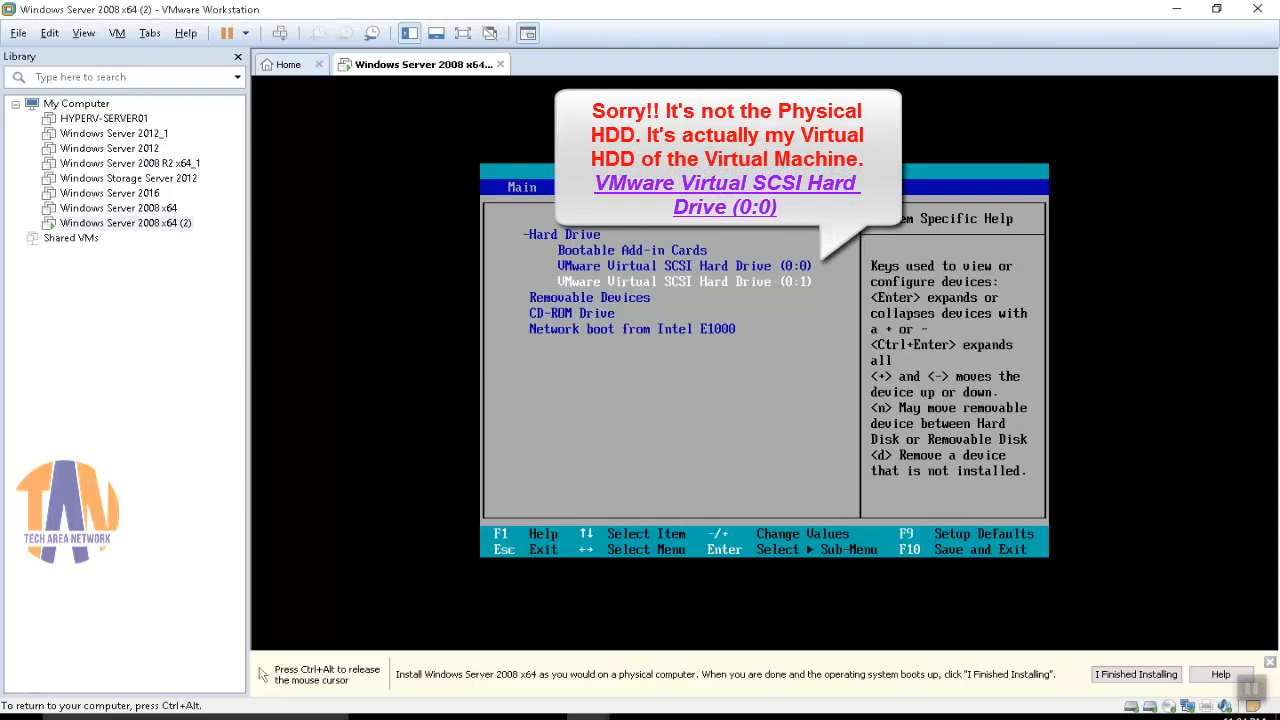 Windows Server 2008 x64 (2) - VMware Workstation
File Edit View VM Tabs Help
Library
Type here to search
Home
Windows Server 2008 x64...
My Computer
HYPERV-SERVER01
Windows Server 2012_1
Windows Server 2012
Windows Server 2008 R2 x64_1
Windows Storage Server 2012
Windows Server 2016
Windows Server 2008 x64
Windows Server 2008 x64 (2)
Shared VMs
TAN
TECH AREA NETWORK
Sorry!! It's not the Physical
HDD. It's actually my Virtual
HDD of the Virtual Machine.
VMware Virtual SCSI Hard
Drive (0:0)
Main
em Specific Help
-Hard Drive
Bootable Add-in Cards
VMware Virtual SCSI Hard Drive (0:0)
VMware Virtual SCSI Hard Drive (0:1)
Removable Devices
CD-ROM Drive
Network boot from Intel E1000
Keys used to view or
configure devices:
<Enter> expands or
collapses devices with
a + or -
<Ctrl+Enter> expands
all
<+> and <-> moves the
device up or down.
<n> May move removable
device between Hard
Disk or Removable Disk
<d> Remove a device
that is not installed.
F1 Help ↑↓ Select Item -/+ Change Values F9 Setup Defaults
Esc Exit ↔ Select Menu Enter Select ▶ Sub-Menu F10 Save and Exit
Press Ctrl+Alt to release
the mouse cursor
Install Windows Server 2008 x64 as you would on a physical computer. When you are done and the operating system boots up, click "I Finished Installing".
I Finished Installing
Help
To return to your computer, press Ctrl+Alt.